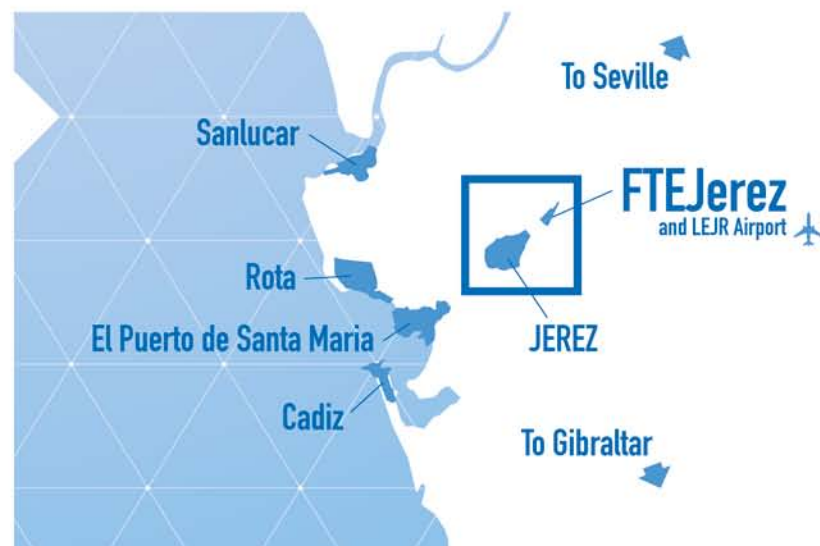 To Seville
Sanlucar
FTEJerez
and LEJR Airport
Rota
El Puerto de Santa Maria
JEREZ
Cadiz
To Gibraltar